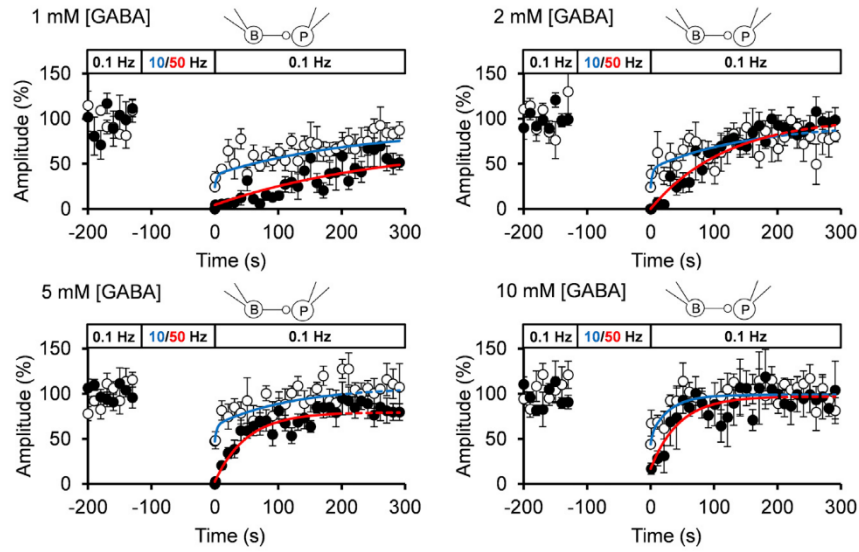 1 mM [GABA]
B P
0.1 Hz 10/50 Hz 0.1 Hz
Amplitude (%)
150
100
50
0
-200 -100 0 100 200 300
Time (s)
2 mM [GABA]
B P
0.1 Hz 10/50 Hz 0.1 Hz
Amplitude (%)
150
100
50
0
-200 -100 0 100 200 300
Time (s)
5 mM [GABA]
B P
0.1 Hz 10/50 Hz 0.1 Hz
Amplitude (%)
150
100
50
0
-200 -100 0 100 200 300
Time (s)
10 mM [GABA]
B P
0.1 Hz 10/50 Hz 0.1 Hz
Amplitude (%)
150
100
50
0
-200 -100 0 100 200 300
Time (s)